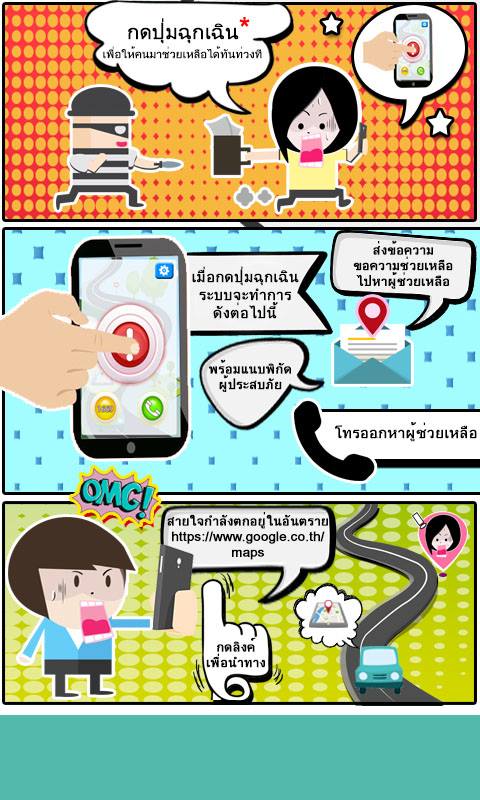 กดปุ่มฉุกเฉิน*
เพื่อให้คนมาช่วยเหลือได้ทันท่วงที
เมื่อกดปุ่มฉุกเฉิน
ระบบจะทำการ
ดังต่อไปนี้
ส่งข้อความ
ขอความช่วยเหลือ
ไปหาผู้ช่วยเหลือ
พร้อมแนบพิกัด
ผู้ประสบภัย
โทรออกหาผู้ช่วยเหลือ
OMG!
สายใจกำลังตกอยู่ในอันตราย
https://www.google.co.th/
maps
กดลิงค์
เพื่อนำทาง